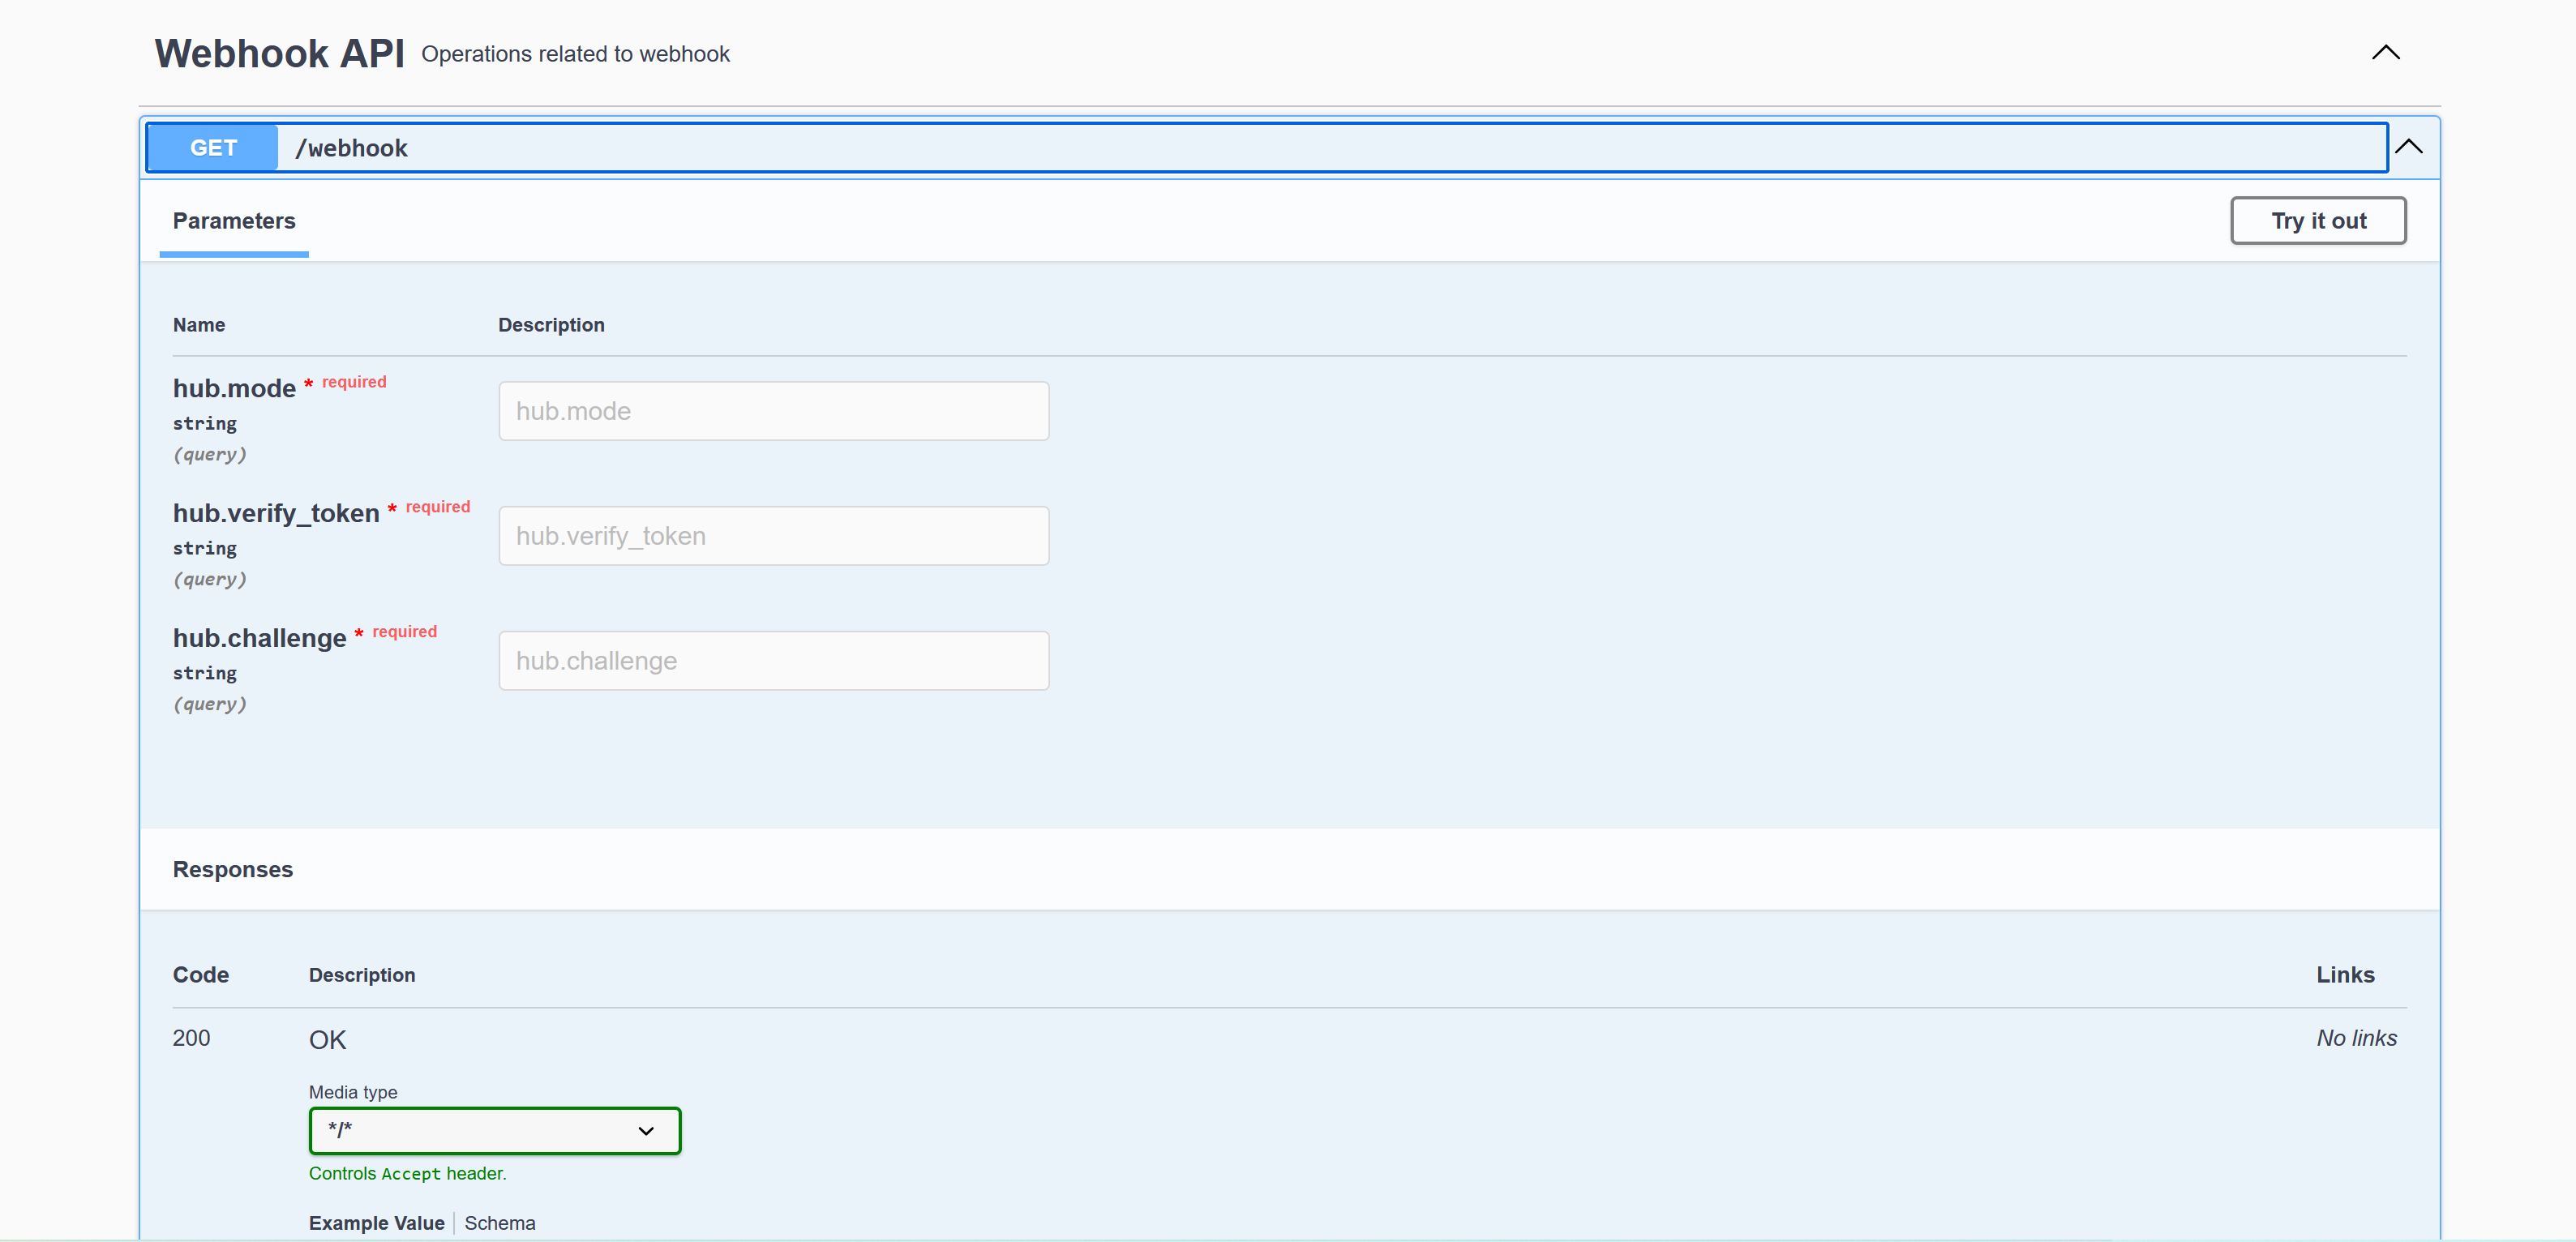 Webhook API Operations related to webhook
GET /webhook
Parameters
Try it out
Name Description
hub.mode * required
string
(query)
hub.mode
hub.verify_token * required
string
(query)
hub.verify_token
hub.challenge * required
string
(query)
hub.challenge
Responses
Code Description Links
200 OK No links
Media type
*/*
Controls Accept header.
Example Value Schema